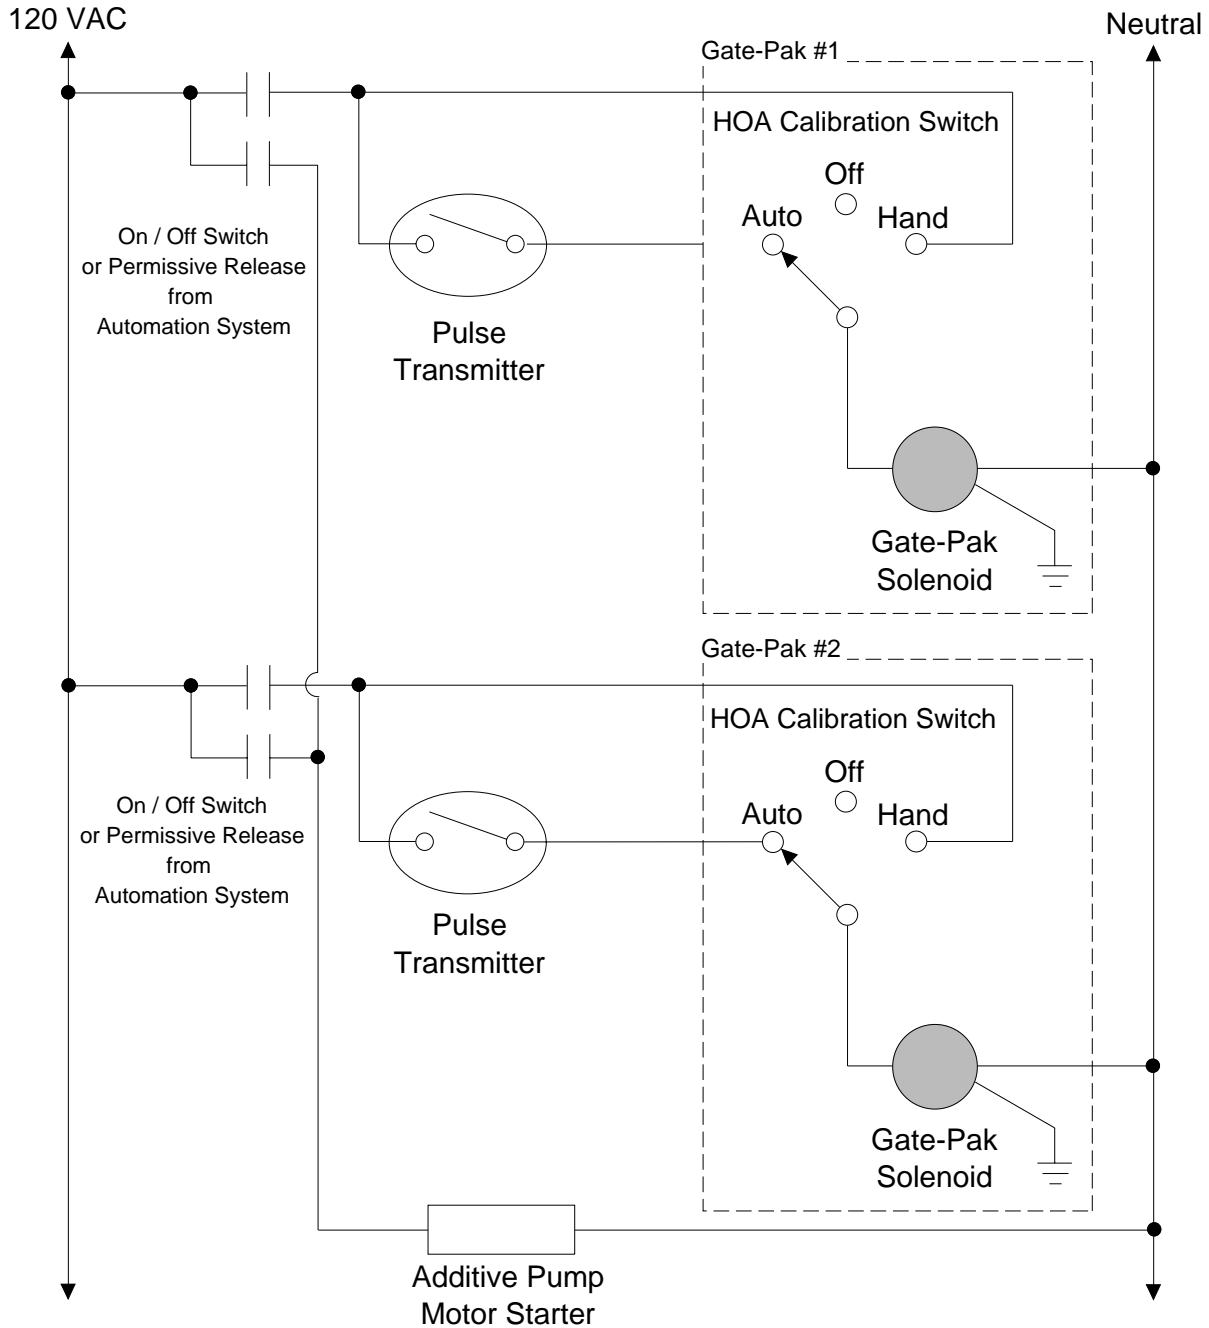 120 VAC
Neutral
Gate-Pak #1
HOA Calibration Switch
Off
Auto
Hand
On / Off Switch
or Permissive Release
from
Automation System
Pulse
Transmitter
Gate-Pak
Solenoid
Gate-Pak #2
HOA Calibration Switch
Off
Auto
Hand
On / Off Switch
or Permissive Release
from
Automation System
Pulse
Transmitter
Gate-Pak
Solenoid
Additive Pump
Motor Starter